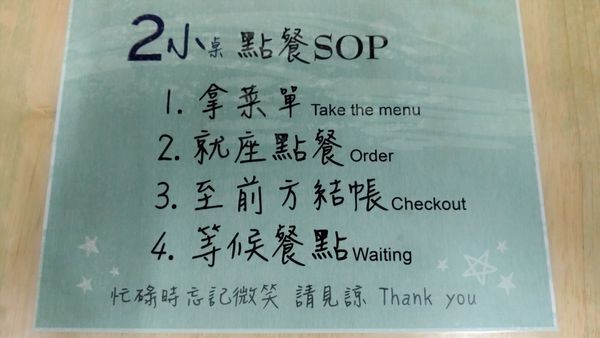 2小桌 點餐SOP
1. 拿菜單 Take the menu
2. 就座點餐 Order
3. 至前方結帳 Checkout
4. 等候餐點 Waiting
忙碌時忘記微笑 請見諒 Thank you